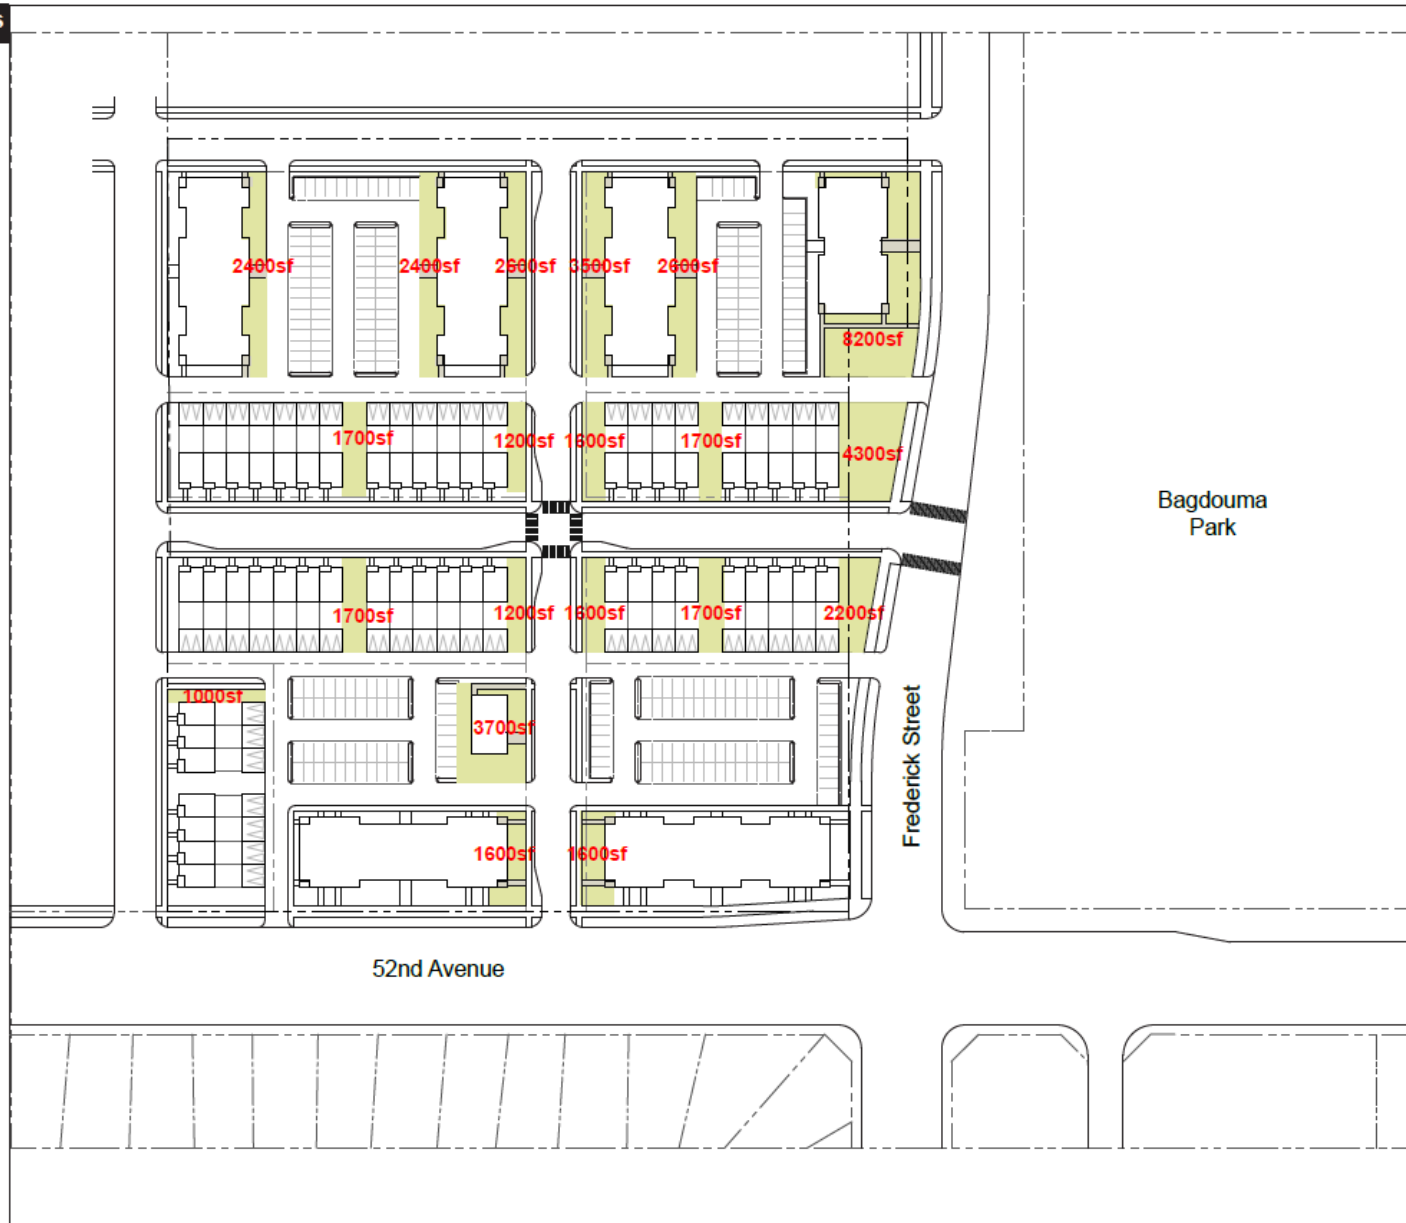 s
2400sf 2400sf 2600sf 3500sf 2600sf
8200sf
1700sf 1200sf 1600sf 1700sf 4300sf
Bagdouma
Park
1700sf 1200sf 1600sf 1700sf 2200sf
1000sf
3700sf
Frederick Street
1600sf 1600sf
52nd Avenue